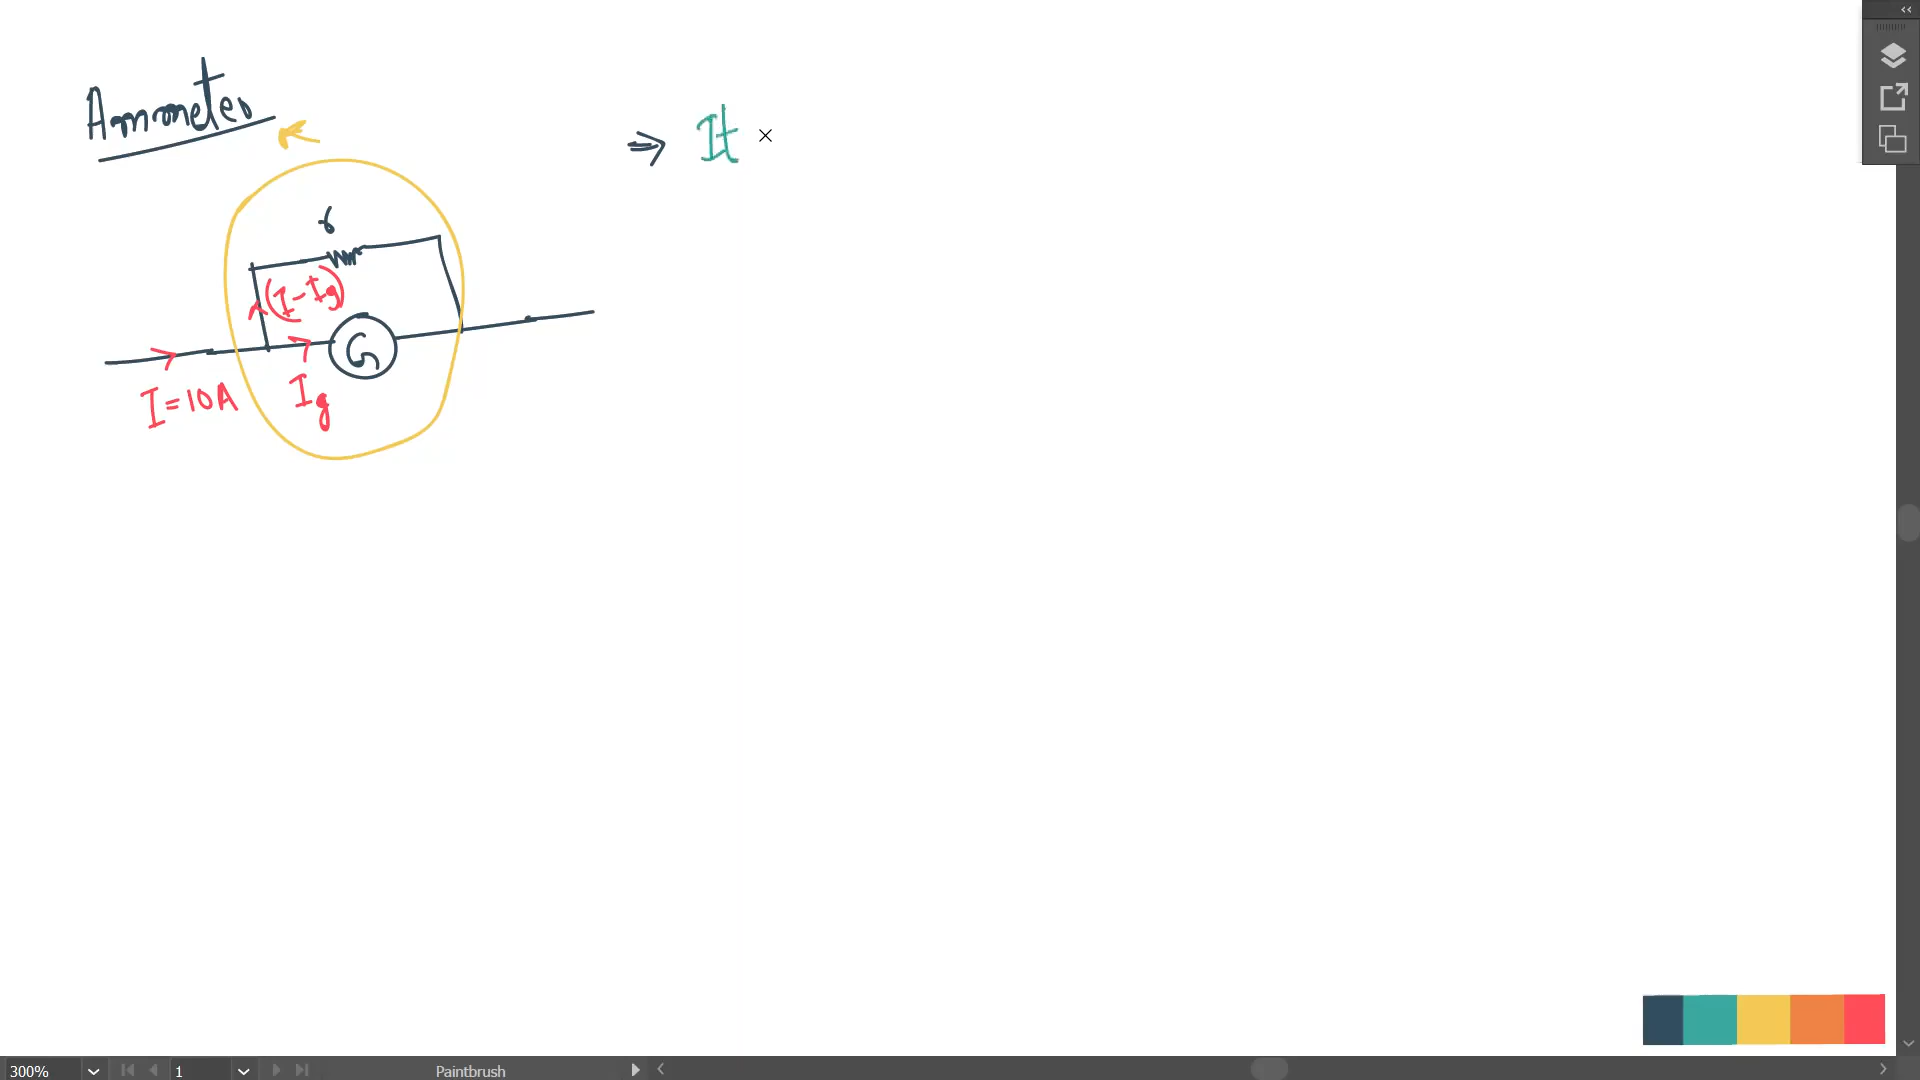 Ammeter
⇒ It
r
(I-Ig)
G
I=10A
Ig
300%
1
Paintbrush